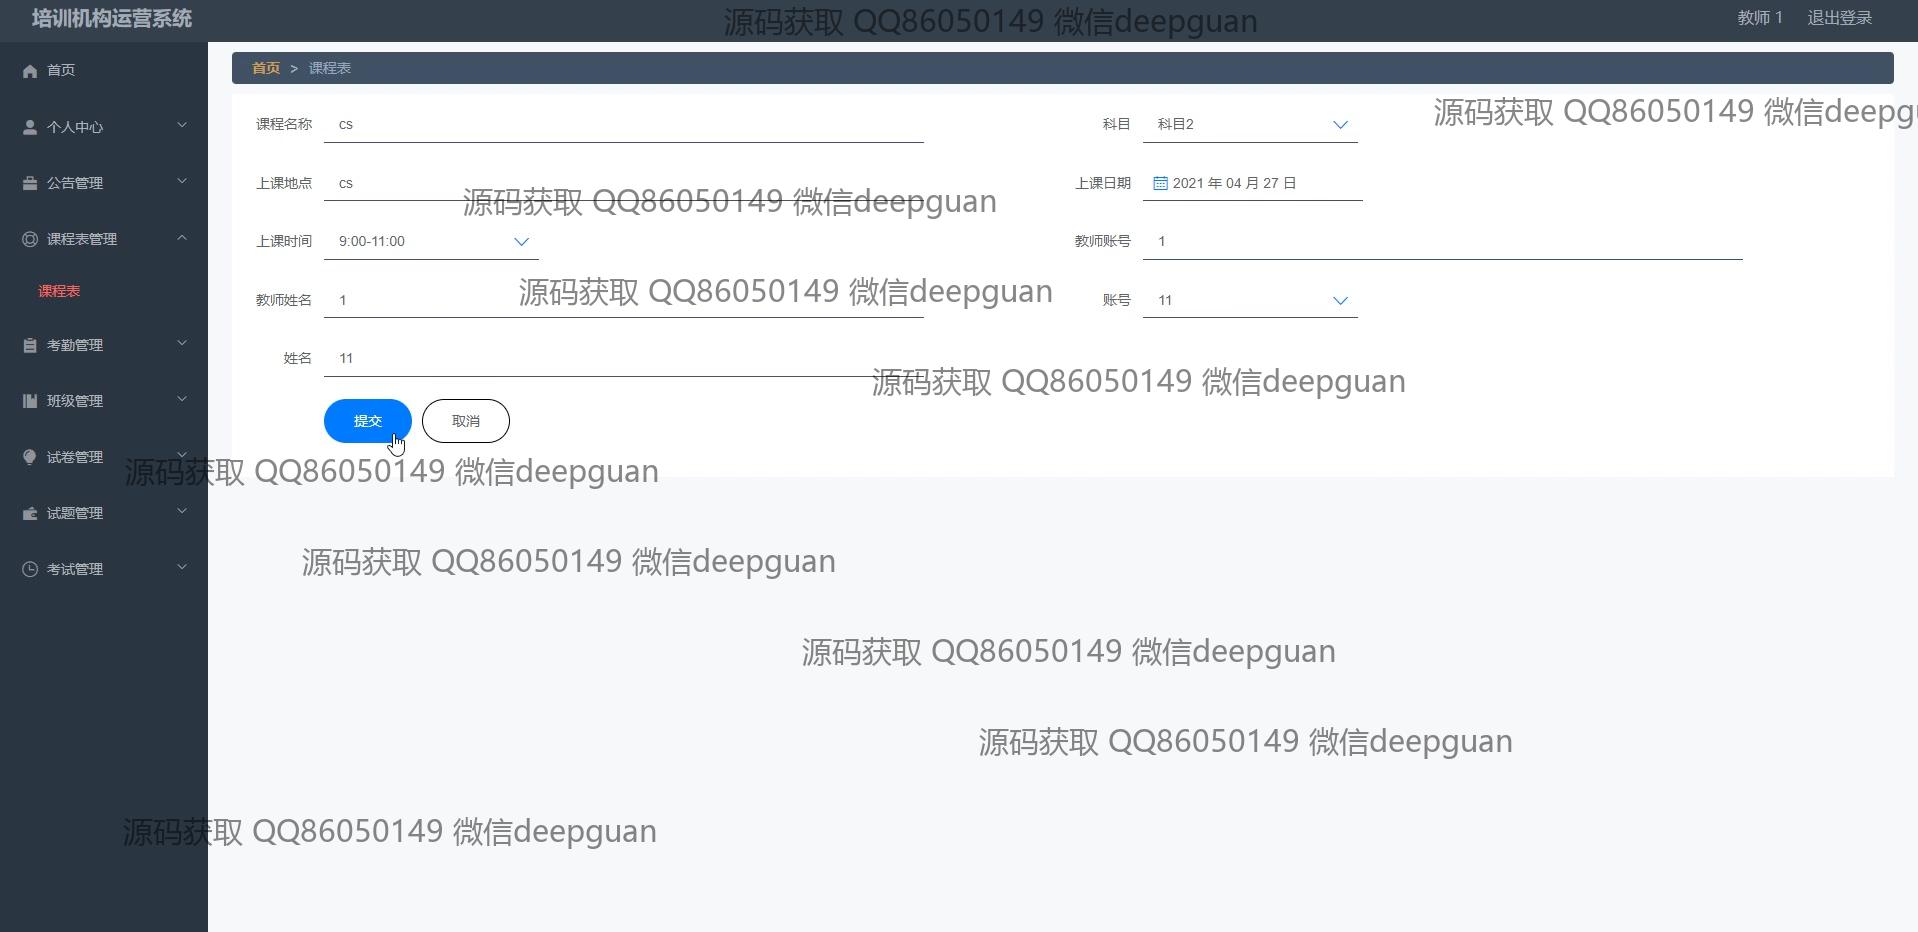 培训机构运营系统
源码获取 QQ86050149 微信deepguan
教师 1 退出登录
首页
个人中心
公告管理
课程表管理
课程表
考勤管理
班级管理
试卷管理
试题管理
考试管理
首页 > 课程表
源码获取 QQ86050149 微信deepgu
课程名称 cs 科目 科目2
上课地点 cs 上课日期 2021 年 04 月 27 日
源码获取 QQ86050149 微信deepguan
上课时间 9:00-11:00 教师账号 1
源码获取 QQ86050149 微信deepguan
教师姓名 1 账号 11
姓名 11
源码获取 QQ86050149 微信deepguan
提交 取消
源码获取 QQ86050149 微信deepguan
源码获取 QQ86050149 微信deepguan
源码获取 QQ86050149 微信deepguan
源码获取 QQ86050149 微信deepguan
源码获取 QQ86050149 微信deepguan